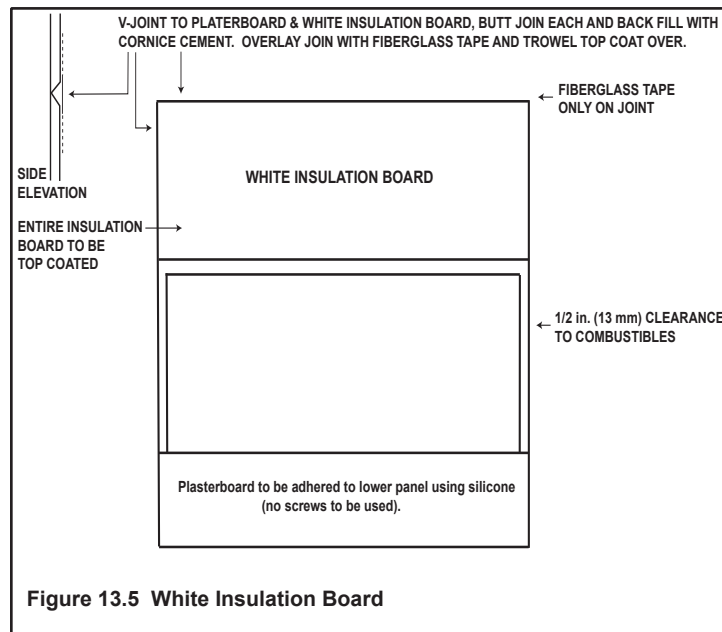 V-JOINT TO PLATERBOARD & WHITE INSULATION BOARD, BUTT JOIN EACH AND BACK FILL WITH
CORNICE CEMENT. OVERLAY JOIN WITH FIBERGLASS TAPE AND TROWEL TOP COAT OVER.
FIBERGLASS TAPE
ONLY ON JOINT
SIDE
ELEVATION
WHITE INSULATION BOARD
ENTIRE INSULATION
BOARD TO BE
TOP COATED
1/2 in. (13 mm) CLEARANCE
TO COMBUSTIBLES
Plasterboard to be adhered to lower panel using silicone
(no screws to be used).
Figure 13.5 White Insulation Board